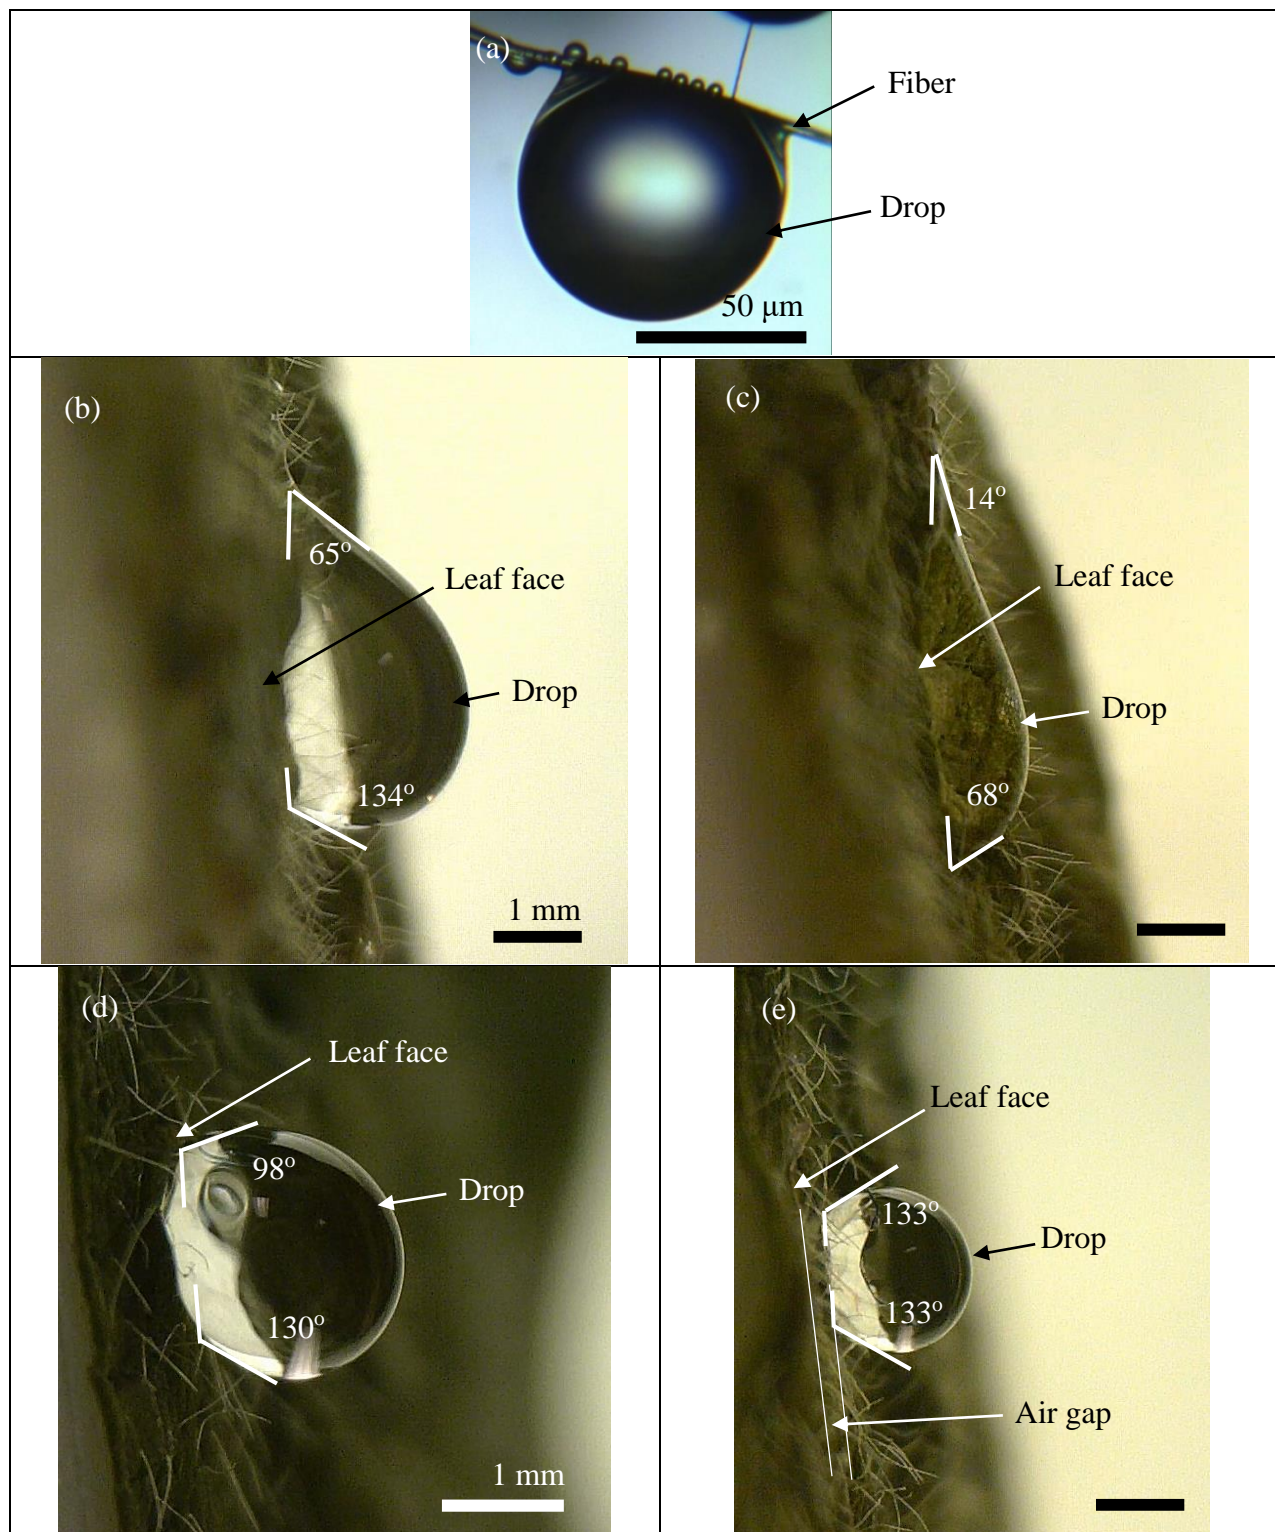 (a)
Fiber
Drop
50 μm
(b)
65°
Leaf face
Drop
134°
1 mm
(c)
14°
Leaf face
Drop
68°
(d)
Leaf face
98°
Drop
130°
1 mm
(e)
Leaf face
133°
Drop
133°
Air gap